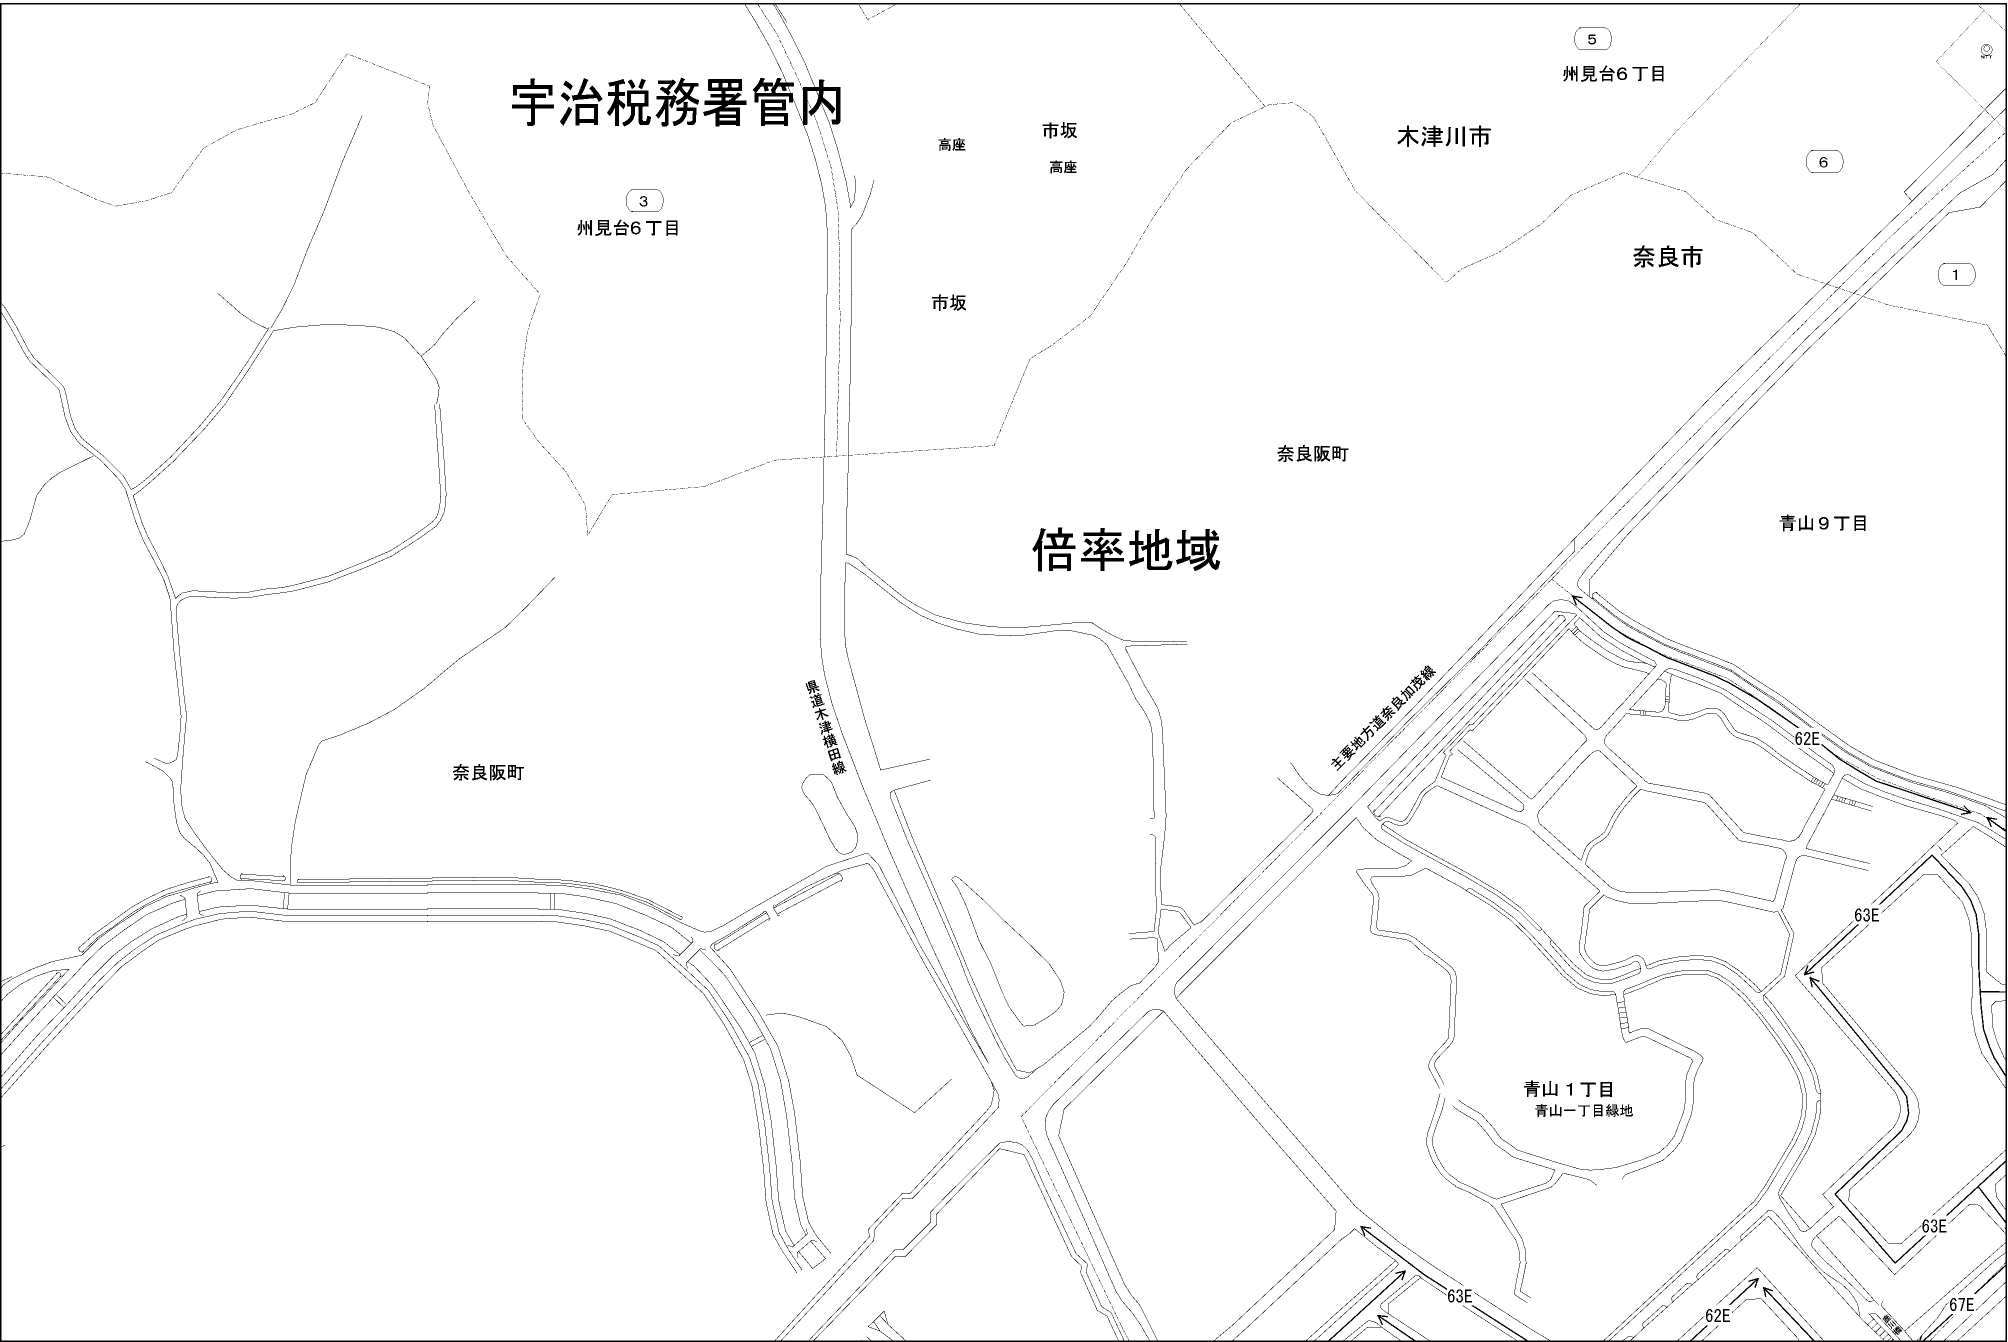 5
州見台6丁目
宇治税務署管内
市坂
木津川市
高座
高座
6
3
州見台6丁目
奈良市
1
市坂
奈良阪町
青山9丁目
倍率地域
主要地方道奈良加茂線
県道木津横田線
62E
奈良阪町
63E
青山1丁目
青山一丁目緑地
63E
63E
62E
67E